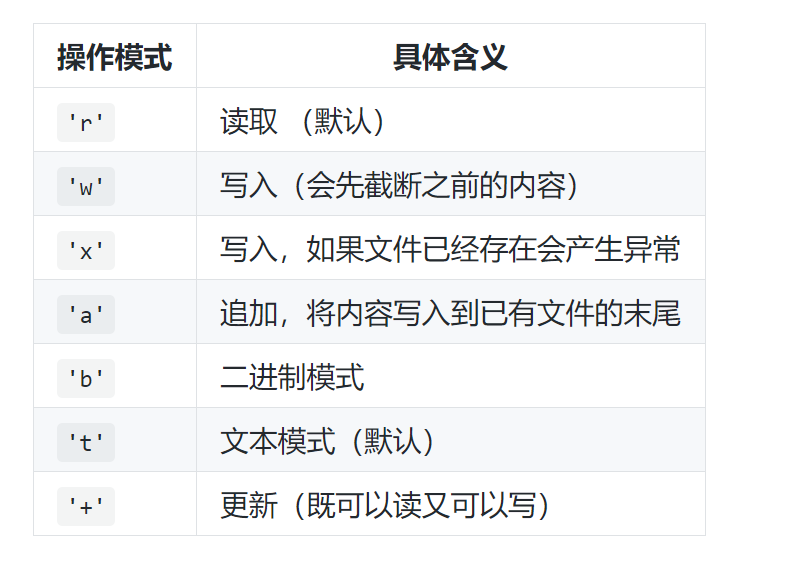 操作模式 具体含义
'r' 读取 （默认）
'w' 写入（会先截断之前的内容）
'x' 写入，如果文件已经存在会产生异常
'a' 追加，将内容写入到已有文件的末尾
'b' 二进制模式
't' 文本模式（默认）
'+' 更新（既可以读又可以写）